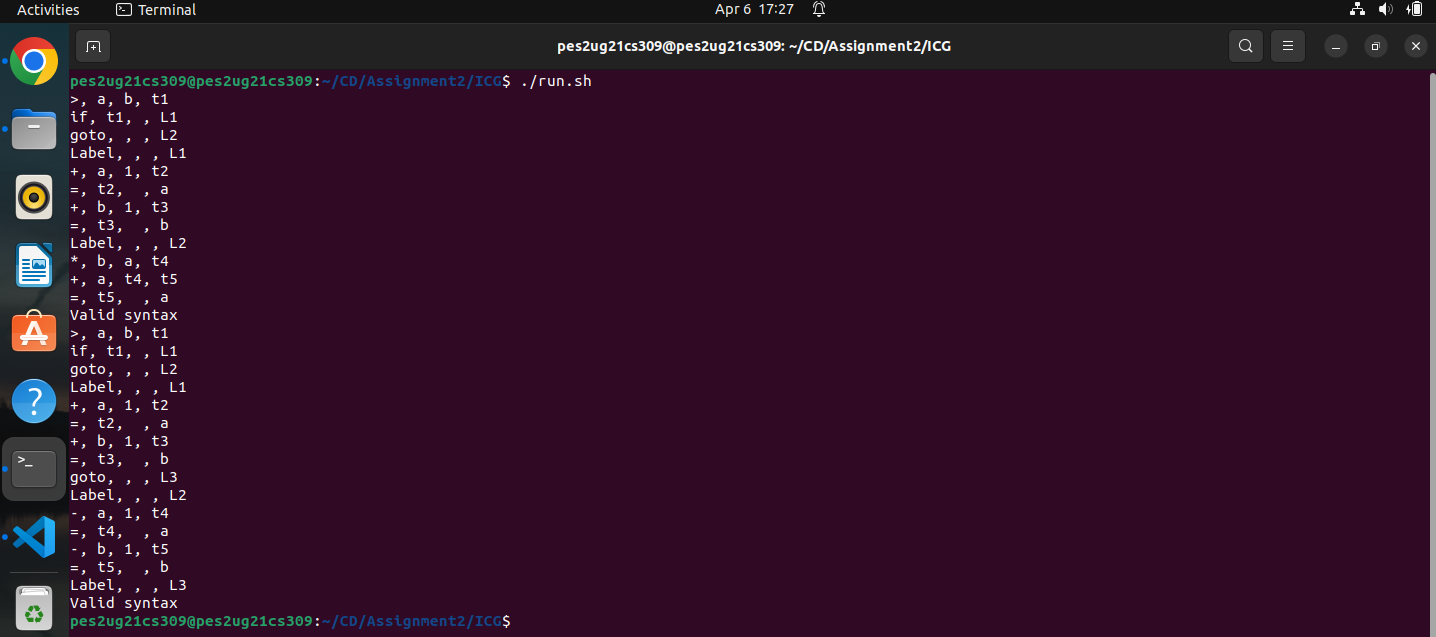 Activities Terminal Apr 6 17:27
pes2ug21cs309@pes2ug21cs309: ~/CD/Assignment2/ICG
pes2ug21cs309@pes2ug21cs309:~/CD/Assignment2/ICG$ ./run.sh
>, a, b, t1
if, t1, , L1
goto, , , L2
Label, , , L1
+, a, 1, t2
=, t2,  , a
+, b, 1, t3
=, t3,  , b
Label, , , L2
*, b, a, t4
+, a, t4, t5
=, t5,  , a
Valid syntax
>, a, b, t1
if, t1, , L1
goto, , , L2
Label, , , L1
+, a, 1, t2
=, t2,  , a
+, b, 1, t3
=, t3,  , b
goto, , , L3
Label, , , L2
-, a, 1, t4
=, t4,  , a
-, b, 1, t5
=, t5,  , b
Label, , , L3
Valid syntax
pes2ug21cs309@pes2ug21cs309:~/CD/Assignment2/ICG$